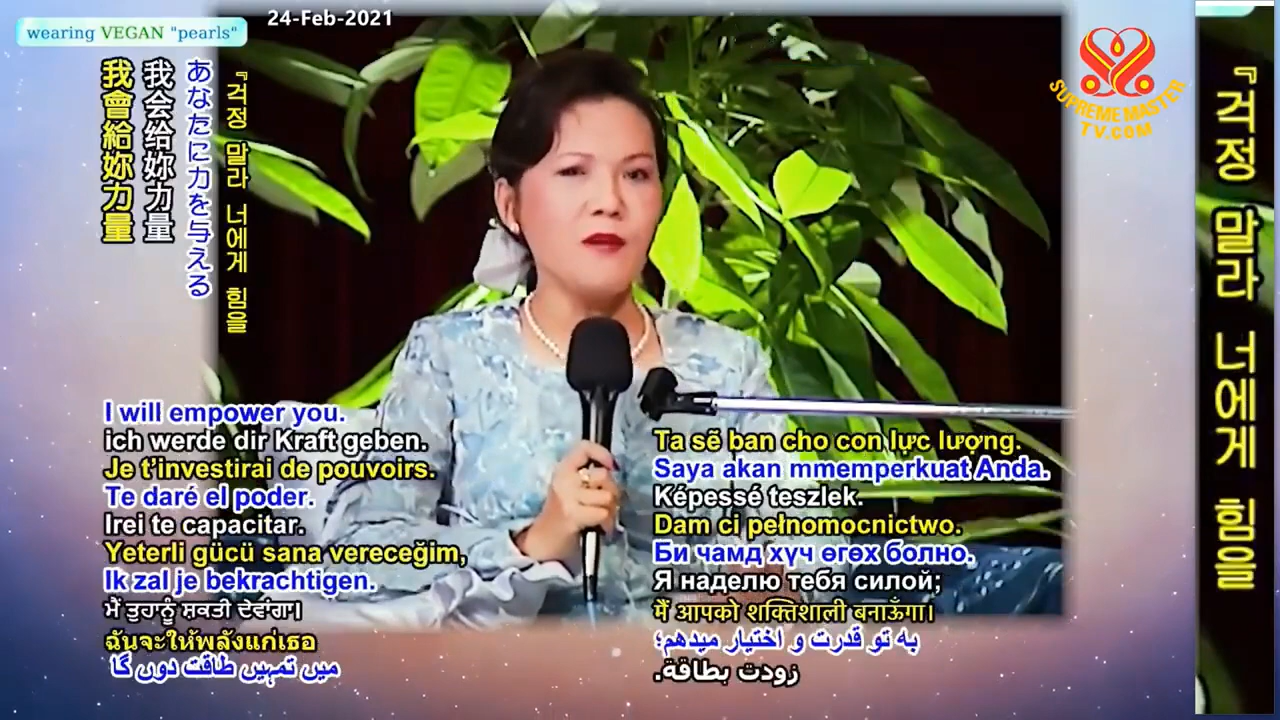 wearing VEGAN "pearls"
24-Feb-2021
SUPREME MASTER
TV.COM
『걱정 말라 너에게 힘을
あなたに力を与える
我会给妳力量
我會給妳力量
I will empower you.
ich werde dir Kraft geben.
Je t'investirai de pouvoirs.
Te daré el poder.
Irei te capacitar.
Yeterli gücü sana vereceğim,
Ik zal je bekrachtigen.
ਮੈਂ ਤੁਹਾਨੂੰ ਸ਼ਕਤੀ ਦੇਵਾਂਗਾ।
ฉันจะให้พลังแก่เธอ
میں تمہیں طاقت دوں گا
Ta sẽ ban cho con lực lượng.
Saya akan mmemperkuat Anda.
Képessé teszlek.
Dam ci pełnomocnictwo.
Би чамд хүч өгөх болно.
Я наделю тебя силой;
मैं आपको शक्तिशाली बनाऊँगा।
به تو قدرت و اختیار میدهم؛
زودت بطاقة.
『걱정 말라 너에게 힘을